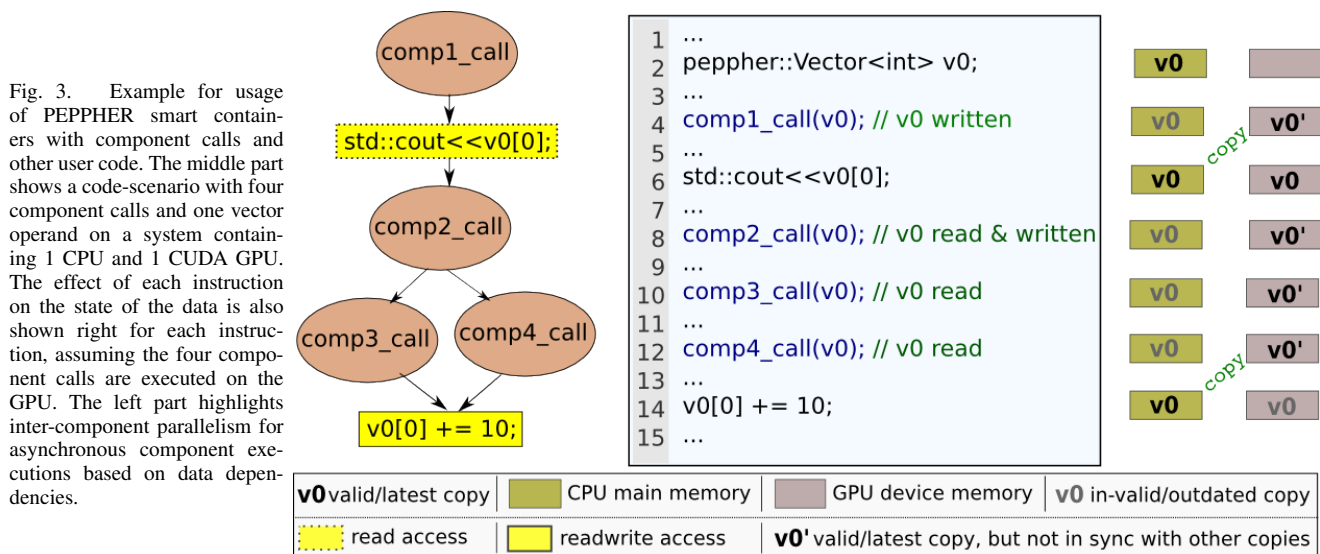 Fig. 3. Example for usage
of PEPPHER smart contain-
ers with component calls and
other user code. The middle part
shows a code-scenario with four
component calls and one vector
operand on a system contain-
ing 1 CPU and 1 CUDA GPU.
The effect of each instruction
on the state of the data is also
shown right for each instruc-
tion, assuming the four compo-
nent calls are executed on the
GPU. The left part highlights
inter-component parallelism for
asynchronous component exe-
cutions based on data depen-
dencies.
comp1_call
std::cout<<v0[0];
comp2_call
comp3_call
comp4_call
v0[0] += 10;
1 ...
2 peppher::Vector<int> v0;
3 ...
4 comp1_call(v0); // v0 written
5 ...
6 std::cout<<v0[0];
7 ...
8 comp2_call(v0); // v0 read & written
9 ...
10 comp3_call(v0); // v0 read
11 ...
12 comp4_call(v0); // v0 read
13 ...
14 v0[0] += 10;
15 ...
v0
v0 v0'
copy
v0 v0
v0 v0'
v0 v0'
v0 v0'
copy
v0 v0
v0 valid/latest copy CPU main memory GPU device memory v0 in-valid/outdated copy
read access readwrite access v0' valid/latest copy, but not in sync with other copies